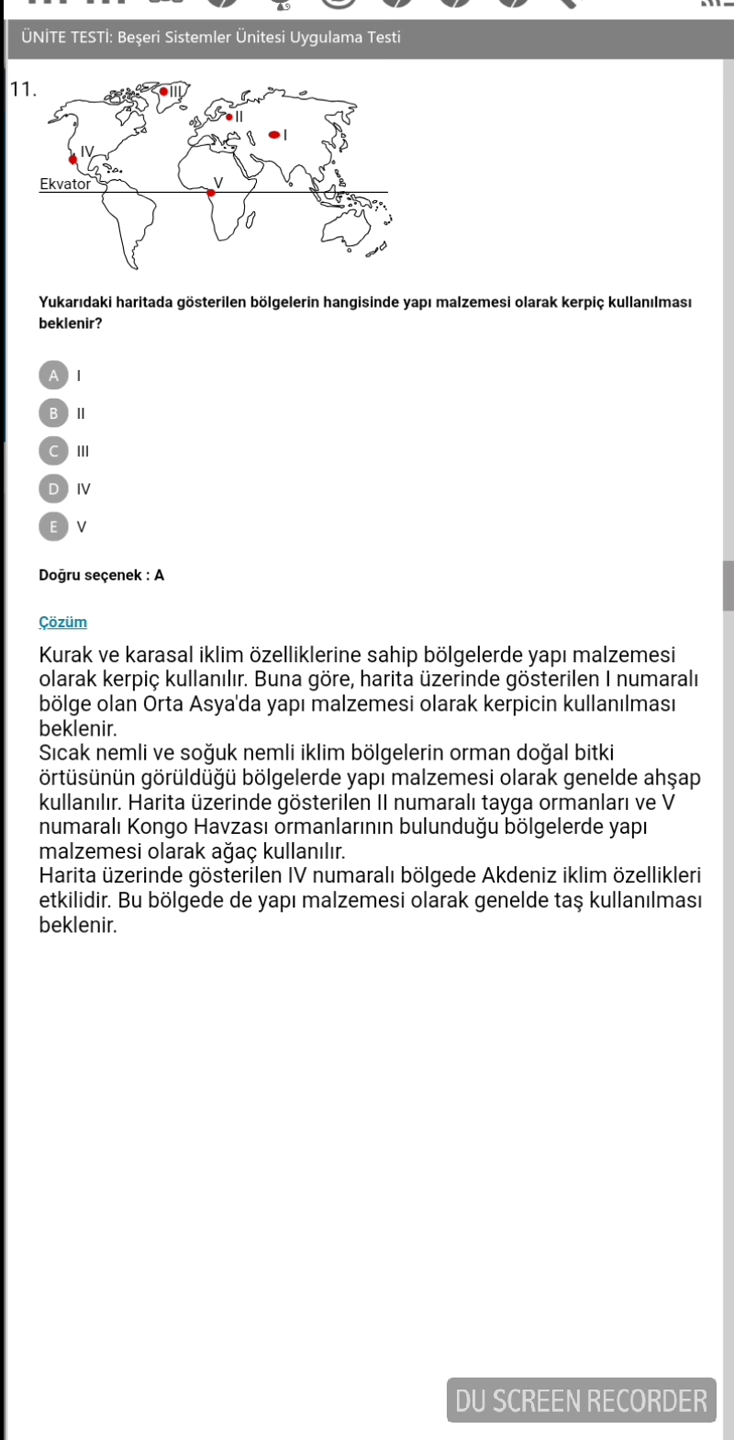 ÜNİTE TESTİ: Beşeri Sistemler Ünitesi Uygulama Testi
11.
III
II
I
IV
V
Ekvator
Yukarıdaki haritada gösterilen bölgelerin hangisinde yapı malzemesi olarak kerpiç kullanılması
beklenir?
A I
B II
C III
D IV
E V
Doğru seçenek : A
Çözüm
Kurak ve karasal iklim özelliklerine sahip bölgelerde yapı malzemesi
olarak kerpiç kullanılır. Buna göre, harita üzerinde gösterilen I numaralı
bölge olan Orta Asya'da yapı malzemesi olarak kerpicin kullanılması
beklenir.
Sıcak nemli ve soğuk nemli iklim bölgelerin orman doğal bitki
örtüsünün görüldüğü bölgelerde yapı malzemesi olarak genelde ahşap
kullanılır. Harita üzerinde gösterilen II numaralı tayga ormanları ve V
numaralı Kongo Havzası ormanlarının bulunduğu bölgelerde yapı
malzemesi olarak ağaç kullanılır.
Harita üzerinde gösterilen IV numaralı bölgede Akdeniz iklim özellikleri
etkilidir. Bu bölgede de yapı malzemesi olarak genelde taş kullanılması
beklenir.
DU SCREEN RECORDER